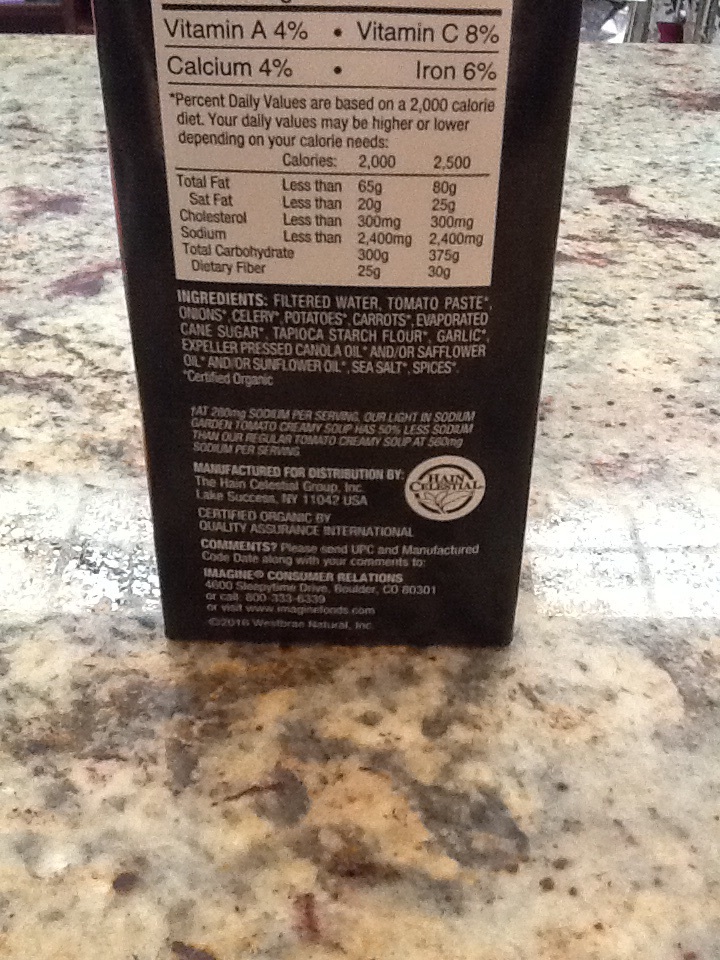 Vitamin A 4% • Vitamin C 8%
Calcium 4% • Iron 6%
*Percent Daily Values are based on a 2,000 calorie
diet. Your daily values may be higher or lower
depending on your calorie needs:
Calories: 2,000 2,500
Total Fat Less than 65g 80g
Sat Fat Less than 20g 25g
Cholesterol Less than 300mg 300mg
Sodium Less than 2,400mg 2,400mg
Total Carbohydrate 300g 375g
Dietary Fiber 25g 30g
INGREDIENTS: FILTERED WATER, TOMATO PASTE*,
ONIONS*, CELERY*, POTATOES*, CARROTS*, EVAPORATED
CANE SUGAR*, TAPIOCA STARCH FLOUR*, GARLIC*,
EXPELLER PRESSED CANOLA OIL* AND/OR SAFFLOWER
OIL* AND/OR SUNFLOWER OIL*, SEA SALT*, SPICES*.
*Certified Organic
†AT 280mg SODIUM PER SERVING, OUR LIGHT IN SODIUM
GARDEN TOMATO CREAMY SOUP HAS 50% LESS SODIUM
THAN OUR REGULAR TOMATO CREAMY SOUP AT 560mg
SODIUM PER SERVING
MANUFACTURED FOR DISTRIBUTION BY:
The Hain Celestial Group, Inc.
Lake Success, NY 11042 USA
HAIN
CELESTIAL
CERTIFIED ORGANIC BY
QUALITY ASSURANCE INTERNATIONAL
COMMENTS? Please send UPC and Manufactured
Code Date along with your comments to:
IMAGINE® CONSUMER RELATIONS
4600 Sleepytime Drive, Boulder, CO 80301
or call: 800-333-6339
or visit www.imaginefoods.com
©2016 Westbrae Natural, Inc.